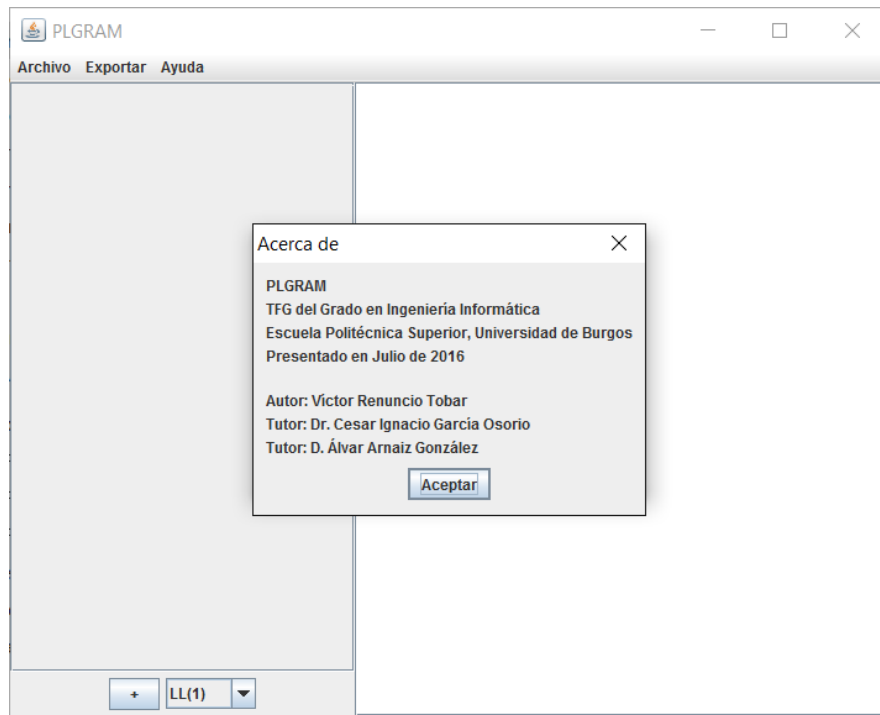 PLGRAM
Archivo Exportar Ayuda
Acerca de
PLGRAM
TFG del Grado en Ingeniería Informática
Escuela Politécnica Superior, Universidad de Burgos
Presentado en Julio de 2016
Autor: Víctor Renuncio Tobar
Tutor: Dr. Cesar Ignacio García Osorio
Tutor: D. Álvar Arnaiz González
Aceptar
+ LL(1)